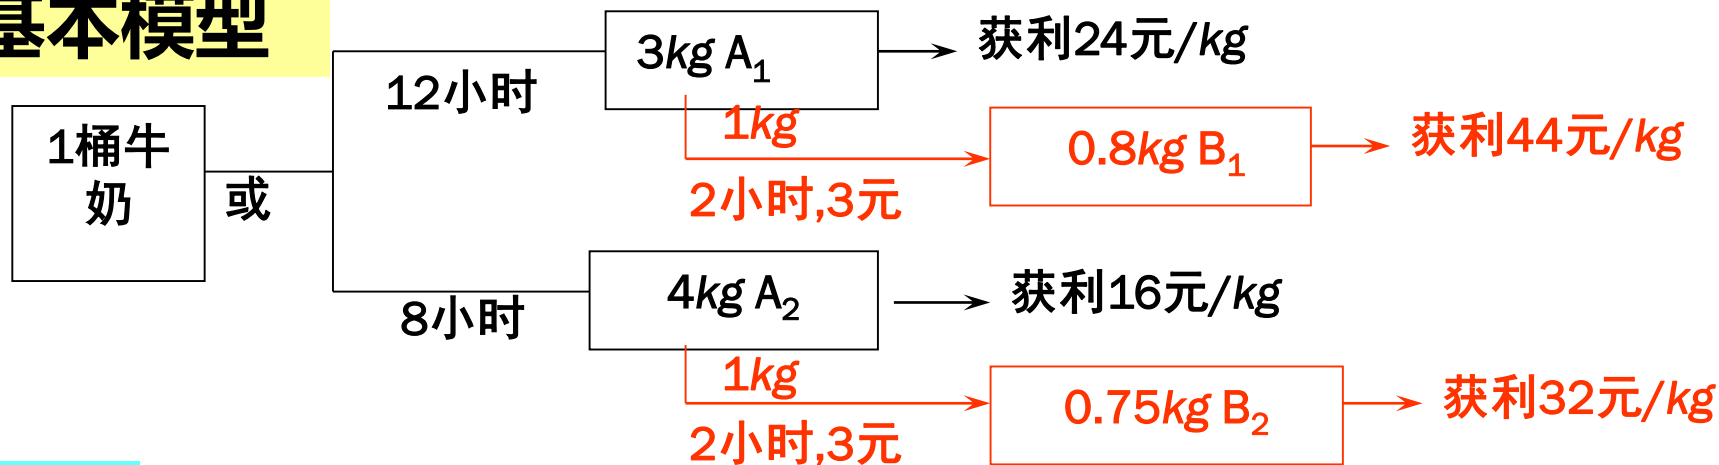 基本模型
1桶牛
奶
或
12小时
3kg A1
获利24元/kg
1kg
2小时,3元
0.8kg B1
获利44元/kg
8小时
4kg A2
获利16元/kg
1kg
2小时,3元
0.75kg B2
获利32元/kg